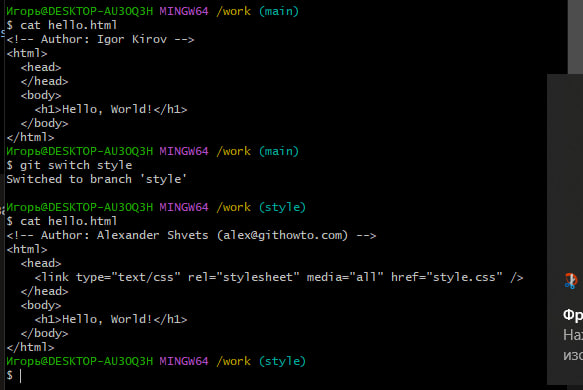 Игорь@DESKTOP-AU3OQ3H MINGW64 /work (main)
$ cat hello.html
<!-- Author: Igor Kirov -->
<html>
  <head>
  </head>
  <body>
    <h1>Hello, World!</h1>
  </body>
</html>
Игорь@DESKTOP-AU3OQ3H MINGW64 /work (main)
$ git switch style
Switched to branch 'style'

Игорь@DESKTOP-AU3OQ3H MINGW64 /work (style)
$ cat hello.html
<!-- Author: Alexander Shvets (alex@githowto.com) -->
<html>
  <head>
    <link type="text/css" rel="stylesheet" media="all" href="style.css" />
  </head>
  <body>
    <h1>Hello, World!</h1>
  </body>
</html>
Игорь@DESKTOP-AU3OQ3H MINGW64 /work (style)
$